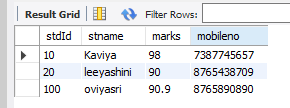 Result Grid Filter Rows:
stdId stname marks mobileno
10 Kaviya 98 7387745657
20 leeyashini 90 8765438709
100 oviyasri 90.9 8765890890